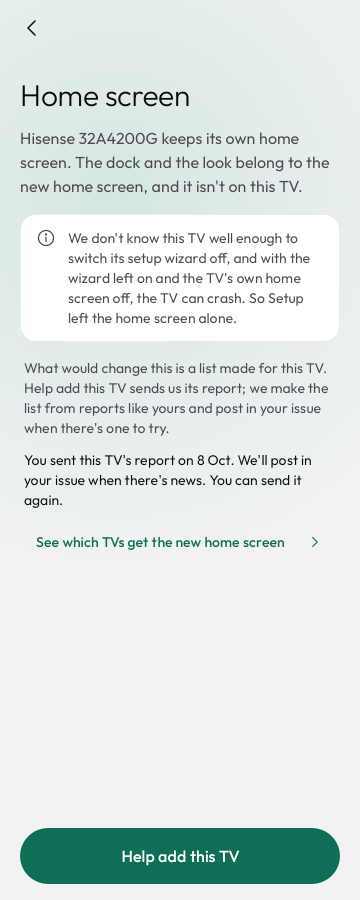 Home screen
Hisense 32A4200G keeps its own home
screen. The dock and the look belong to the
new home screen, and it isn't on this TV.
We don't know this TV well enough to
switch its setup wizard off, and with the
wizard left on and the TV's own home
screen off, the TV can crash. So Setup
left the home screen alone.
What would change this is a list made for this TV.
Help add this TV sends us its report; we make the
list from reports like yours and post in your issue
when there's one to try.
You sent this TV's report on 8 Oct. We'll post in
your issue when there's news. You can send it
again.
See which TVs get the new home screen
Help add this TV